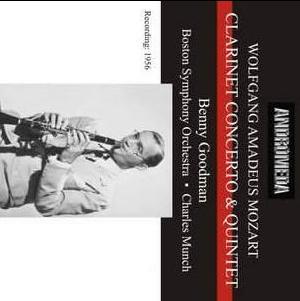 ANDROMEDA
WOLFGANG AMADEUS MOZART
CLARINET CONCERTO & QUINTET
Benny Goodman
Boston Symphony Orchestra • Charles Munch
Recording: 1956